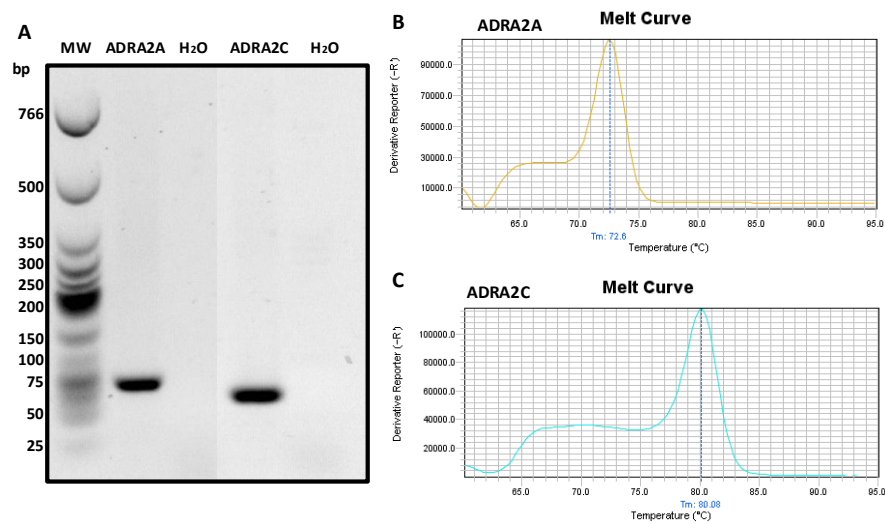 A
MW ADRA2A H₂O ADRA2C H₂O
bp
766
500
350
300
250
200
150
100
75
50
25
B
ADRA2A
Melt Curve
Derivative Reporter (-R')
90000.0
70000.0
50000.0
30000.0
10000.0
65.0 70.0 75.0 80.0 85.0 90.0 95.0
Tm: 72.6
Temperature (°C)
C
ADRA2C
Melt Curve
Derivative Reporter (-R')
100000.0
80000.0
60000.0
40000.0
20000.0
65.0 70.0 75.0 80.0 85.0 90.0 95.0
Tm: 80.08
Temperature (°C)